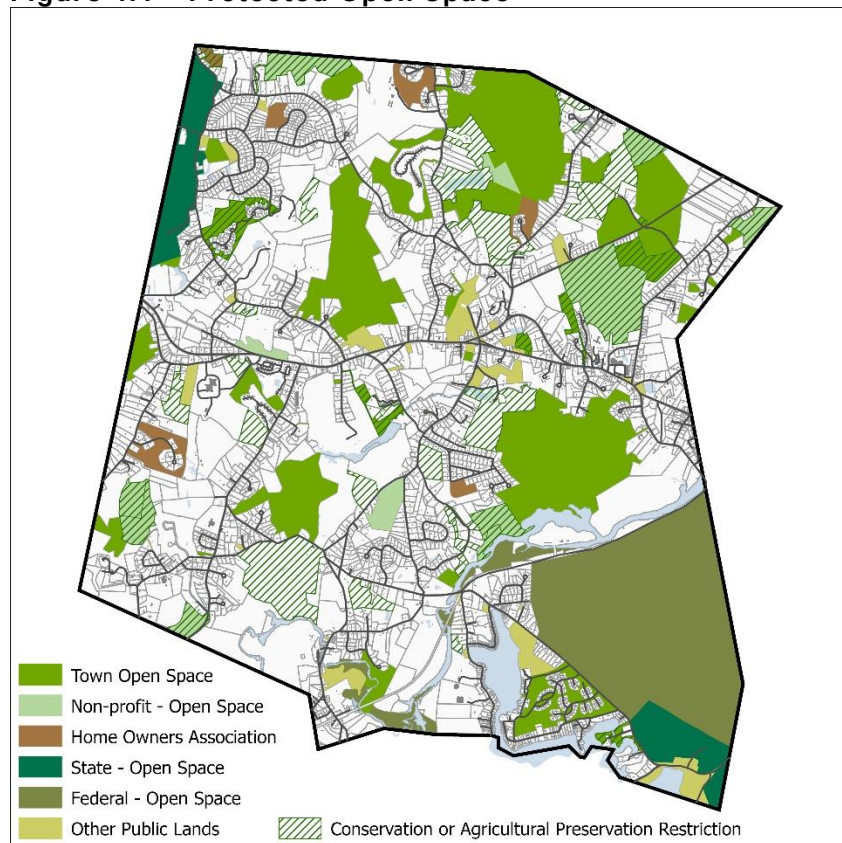 Town Open Space
Non-profit - Open Space
Home Owners Association
State - Open Space
Federal - Open Space
Other Public Lands
Conservation or Agricultural Preservation Restriction